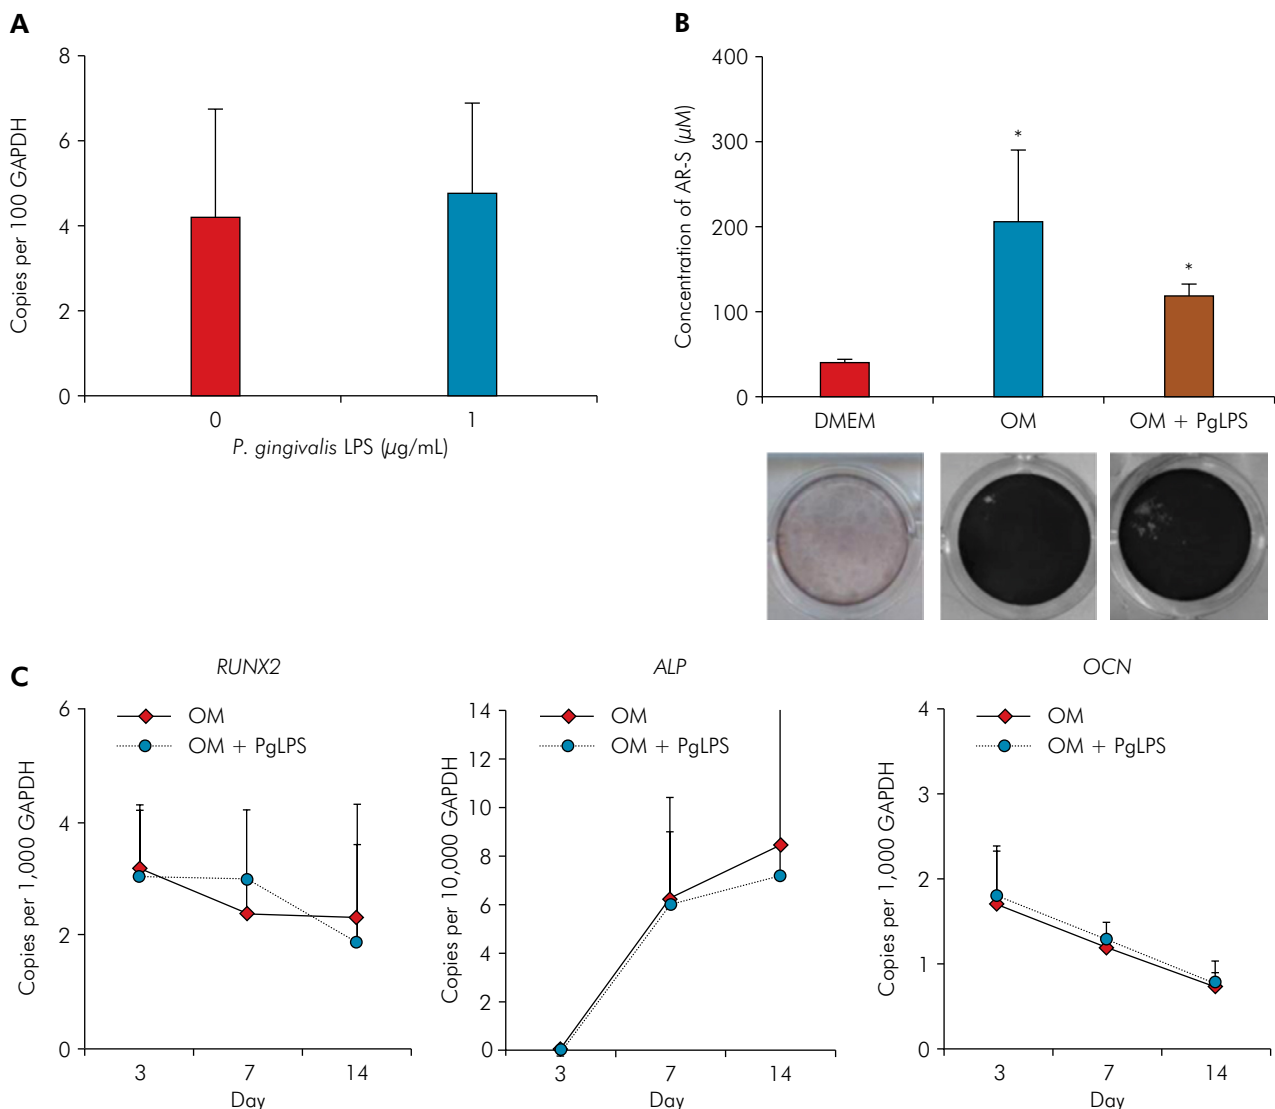 A
8
6
4
2
0
Copies per 100 GAPDH
0 1
P. gingivalis LPS (µg/mL)
B
400
300
200
100
0
Concentration of AR-S (µM)
*
*
DMEM OM OM + PgLPS
C
RUNX2
OM
OM + PgLPS
6
4
2
0
Copies per 1,000 GAPDH
3 7 14
Day
ALP
OM
OM + PgLPS
14
12
10
8
6
4
2
0
Copies per 10,000 GAPDH
3 7 14
Day
OCN
OM
OM + PgLPS
4
3
2
1
0
Copies per 1,000 GAPDH
3 7 14
Day